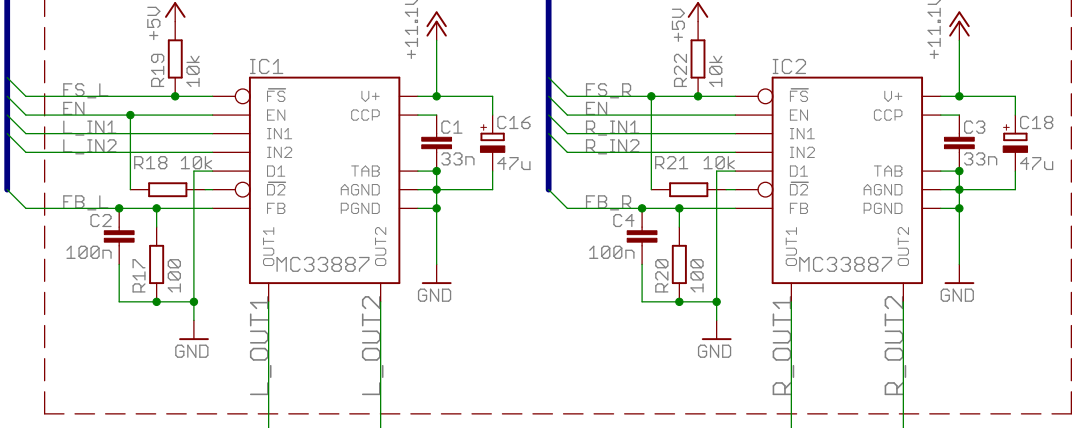 +5V
R19
10k
+11.1V
IC1
FS_L
EN
L_IN1
L_IN2
R18 10k
FB_L
C2
100n
R17
100
GND
FS
EN
IN1
IN2
D1
D2
FB
V+
CCP
TAB
AGND
PGND
OUT1
OUT2
MC33887
C1
33n
C16
+
47u
GND
L_OUT1
L_OUT2
+5V
R22
10k
+11.1V
IC2
FS_R
EN
R_IN1
R_IN2
R21 10k
FB_R
C4
100n
R20
100
GND
FS
EN
IN1
IN2
D1
D2
FB
V+
CCP
TAB
AGND
PGND
OUT1
OUT2
MC33887
C3
33n
C18
+
47u
GND
R_OUT1
R_OUT2